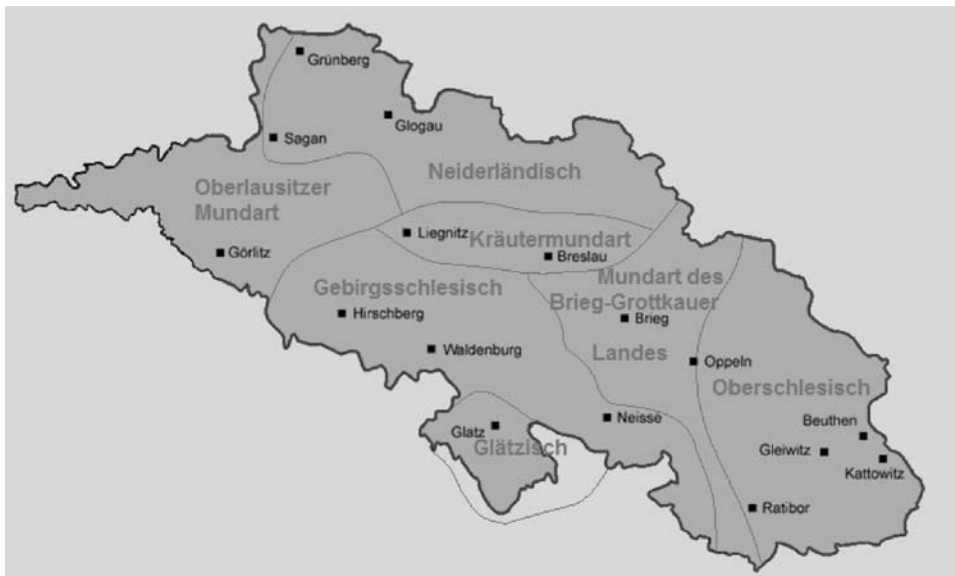 Grünberg
Glogau
Sagan
Neiderländisch
Oberlausitzer
Mundart
Liegnitz
Kräutermundart
Görlitz
Breslau
Mundart des
Gebirgsschlesisch
Brieg-Grottkauer
Hirschberg
Brieg
Waldenburg
Landes
Oppeln
Oberschlesisch
Neisse
Beuthen
Glatz
Glätzisch
Gleiwitz
Kattowitz
Ratibor